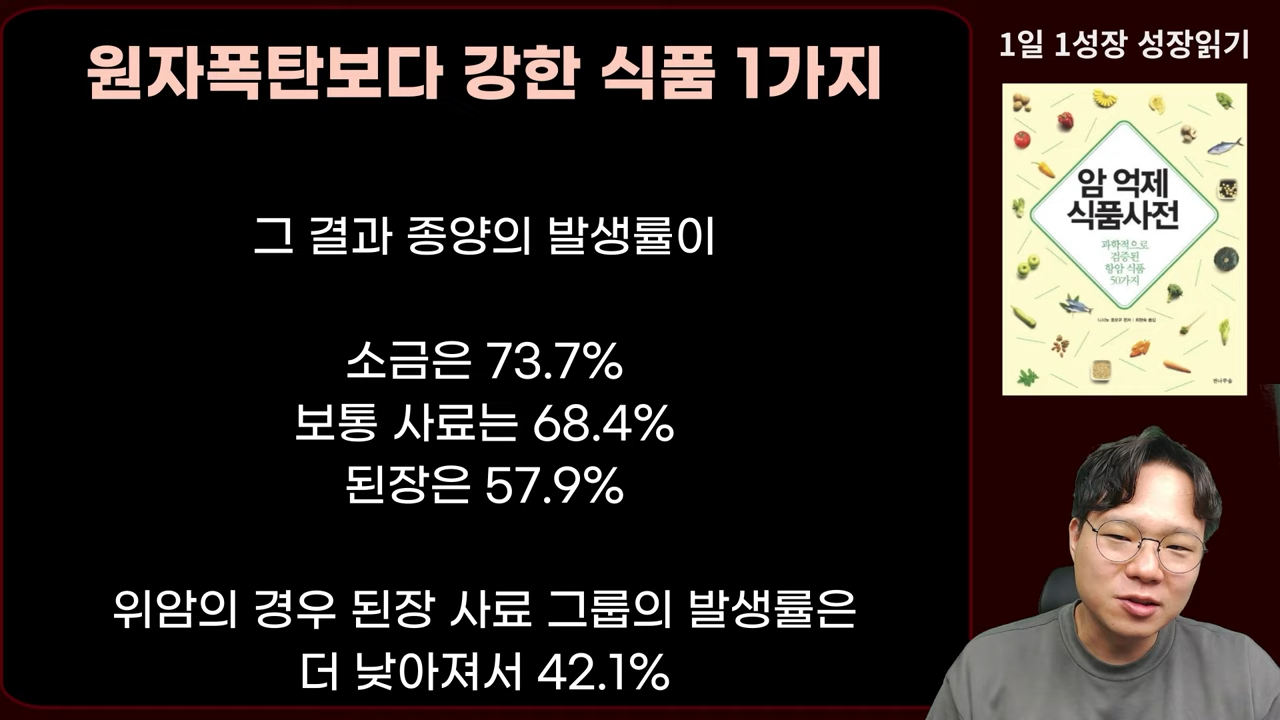 원자폭탄보다 강한 식품 1가지
그 결과 종양의 발생률이
소금은 73.7%
보통 사료는 68.4%
된장은 57.9%
위암의 경우 된장 사료 그룹의 발생률은
더 낮아져서 42.1%
1일 1성장 성장읽기
암 억제
식품사전
과학적으로
검증된
항암 식품
50가지
전나무숲